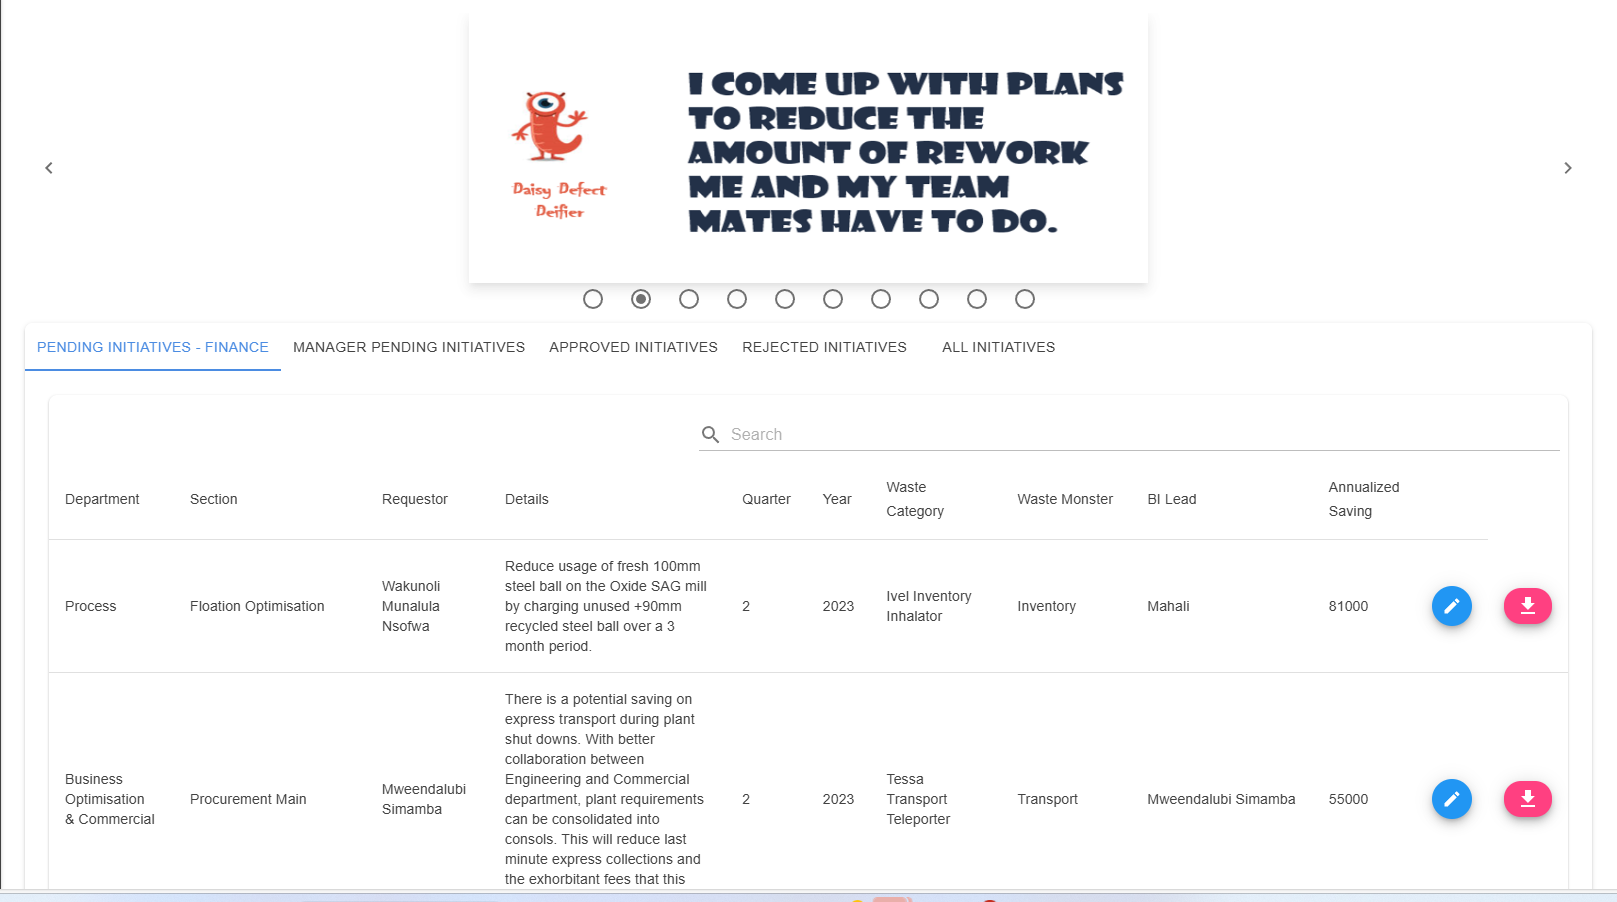 I COME UP WITH PLANS
TO REDUCE THE
AMOUNT OF REWORK
ME AND MY TEAM
MATES HAVE TO DO.
Daisy Defect
Deifier
PENDING INITIATIVES - FINANCE
MANAGER PENDING INITIATIVES
APPROVED INITIATIVES
REJECTED INITIATIVES
ALL INITIATIVES
Search
Department
Section
Requestor
Details
Quarter
Year
Waste
Category
Waste Monster
BI Lead
Annualized
Saving
Process
Floation Optimisation
Wakunoli
Munalula
Nsofwa
Reduce usage of fresh 100mm
steel ball on the Oxide SAG mill
by charging unused +90mm
recycled steel ball over a 3
month period.
2
2023
Ivel Inventory
Inhalator
Inventory
Mahali
81000
Business
Optimisation
& Commercial
Procurement Main
Mweendalubi
Simamba
There is a potential saving on
express transport during plant
shut downs. With better
collaboration between
Engineering and Commercial
department, plant requirements
can be consolidated into
consols. This will reduce last
minute express collections and
the exhorbitant fees that this
2
2023
Tessa
Transport
Teleporter
Transport
Mweendalubi Simamba
55000